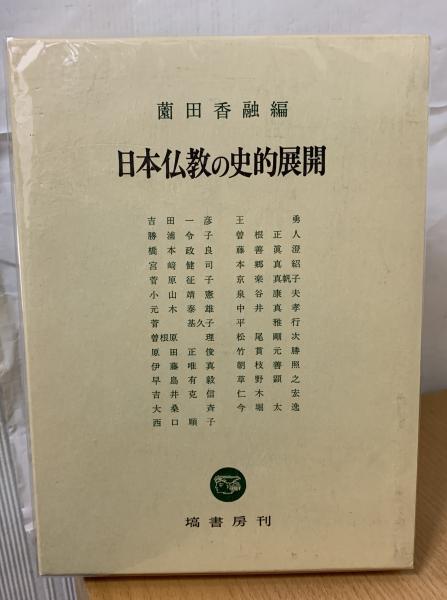 薗田香融編
日本仏教の史的展開
吉田一彦 王勇
勝浦令子 曽根正人
橋本政良 藤善眞澄
宮﨑健司 本郷真紹
菅原征子 京楽真帆子
小山靖憲 泉谷康夫
元木泰雄 中井真孝
菅基久子 平雅行
曽根原理 松尾剛次
原田正俊 竹貫元勝
伊藤唯真 朝枝善照
早島有毅 草野顕之
吉井克信 仁木宏
大桑斉 今堀太逸
西口順子
塙書房刊